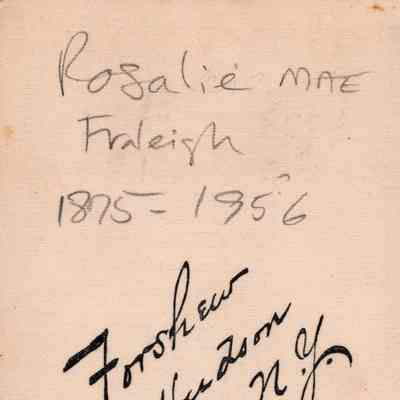 Rosalie MAE
Fraleigh
1875 - 1956
Forshew
Hudson
N.Y.